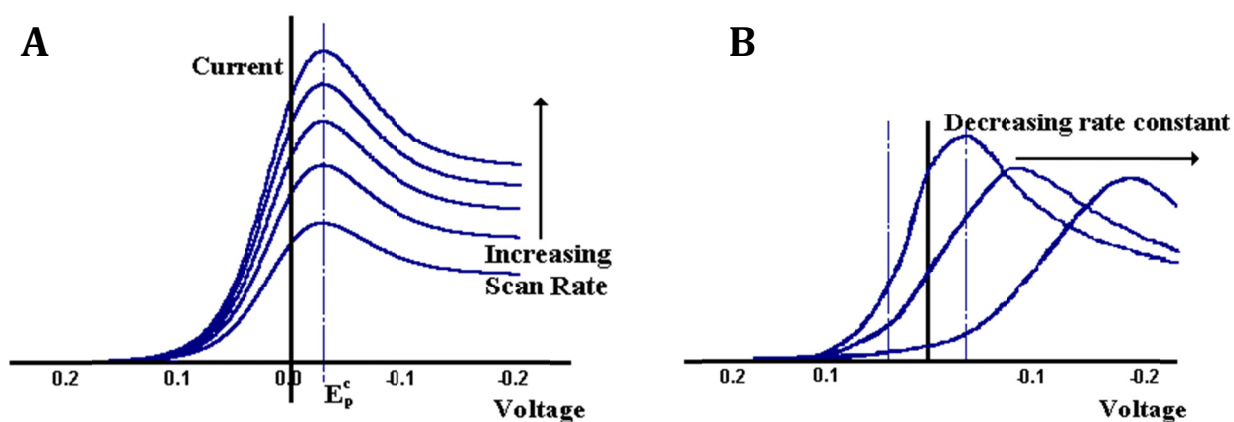 A
Current
Increasing
Scan Rate
0.2 0.1 0.0 -0.1 -0.2
E_p^c
Voltage
B
Decreasing rate constant
0.2 0.1 -0.1 -0.2
Voltage